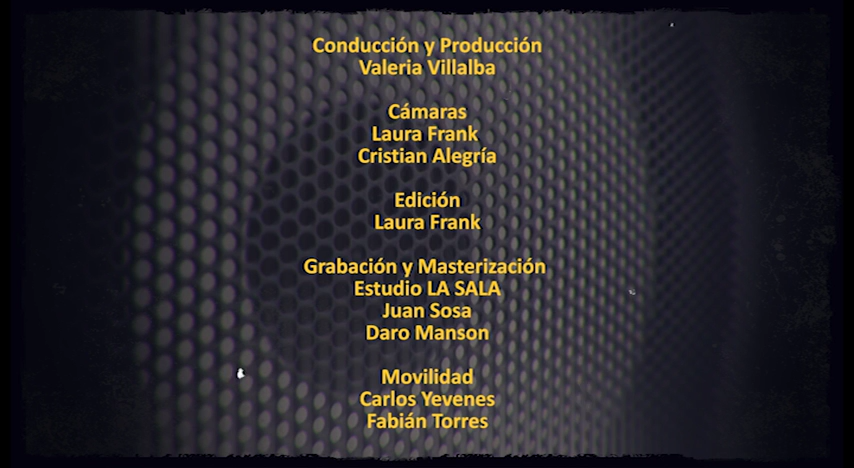 Conducción y Producción
Valeria Villalba
Cámaras
Laura Frank
Cristian Alegría
Edición
Laura Frank
Grabación y Masterización
Estudio LA SALA
Juan Sosa
Daro Manson
Movilidad
Carlos Yevenes
Fabián Torres